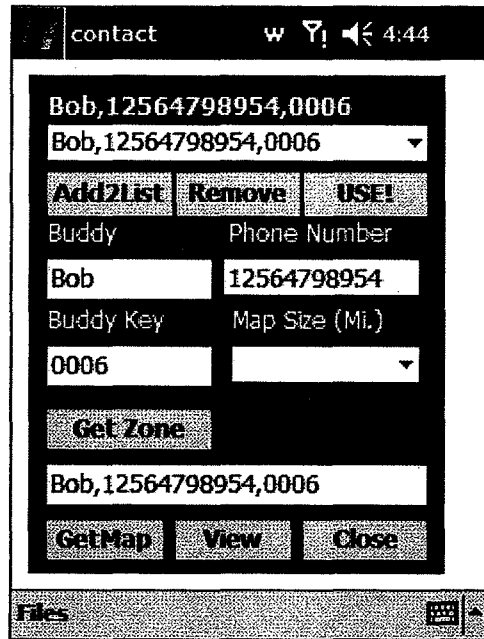 contact W 4:44
Bob,12564798954,0006
Bob,12564798954,0006
Add2List Remove USE!
Buddy Phone Number
Bob 12564798954
Buddy Key Map Size (Mi.)
0006
Get Zone
Bob,12564798954,0006
GetMap View Close
Files